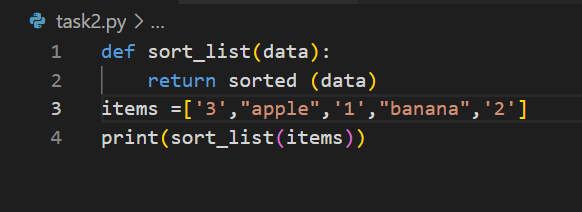 task2.py > ...
1 def sort_list(data):
2     return sorted (data)
3 items =['3',"apple",'1',"banana",'2']
4 print(sort_list(items))